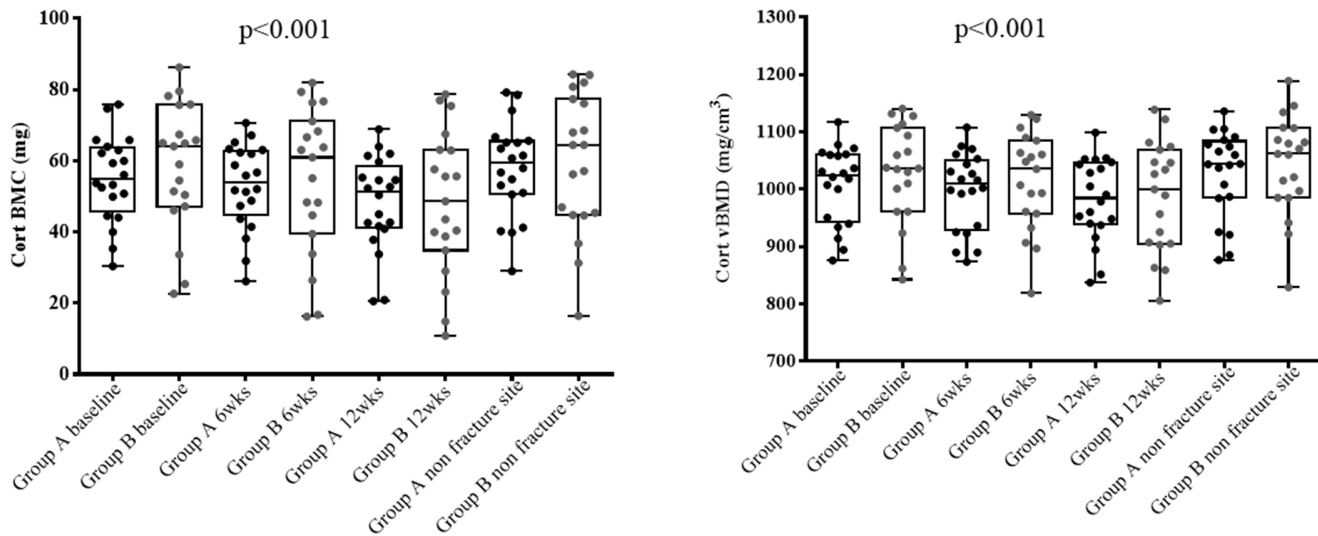 p<0.001
Cort BMC (mg)
100
80
60
40
20
0
Group A baseline
Group B baseline
Group A 6wks
Group B 6wks
Group A 12wks
Group B 12wks
Group A non fracture site
Group B non fracture site
p<0.001
Cort vBMD (mg/cm³)
1300
1200
1100
1000
900
800
700
Group A baseline
Group B baseline
Group A 6wks
Group B 6wks
Group A 12wks
Group B 12wks
Group A non fracture site
Group B non fracture site